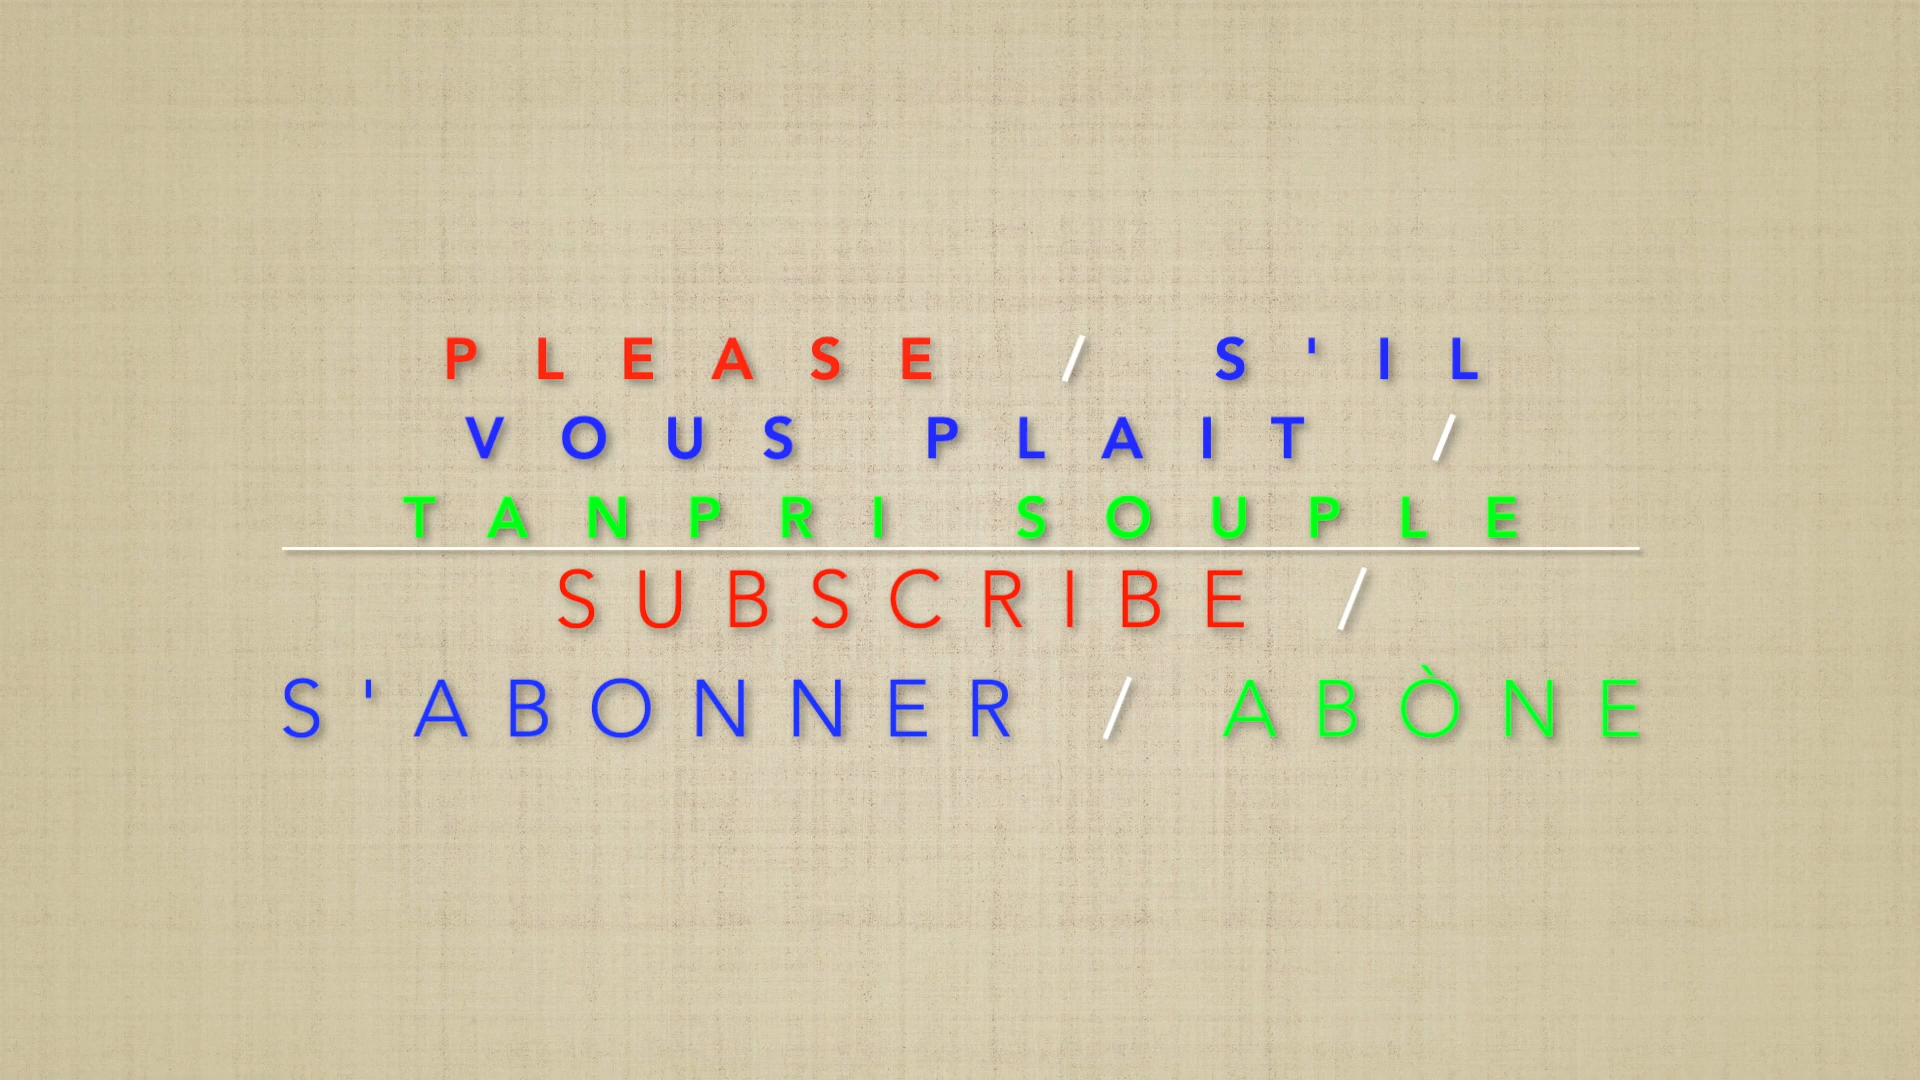 PLEASE / S'IL
VOUS PLAIT /
TANPRI SOUPLE
SUBSCRIBE /
S'ABONNER / ABÒNE